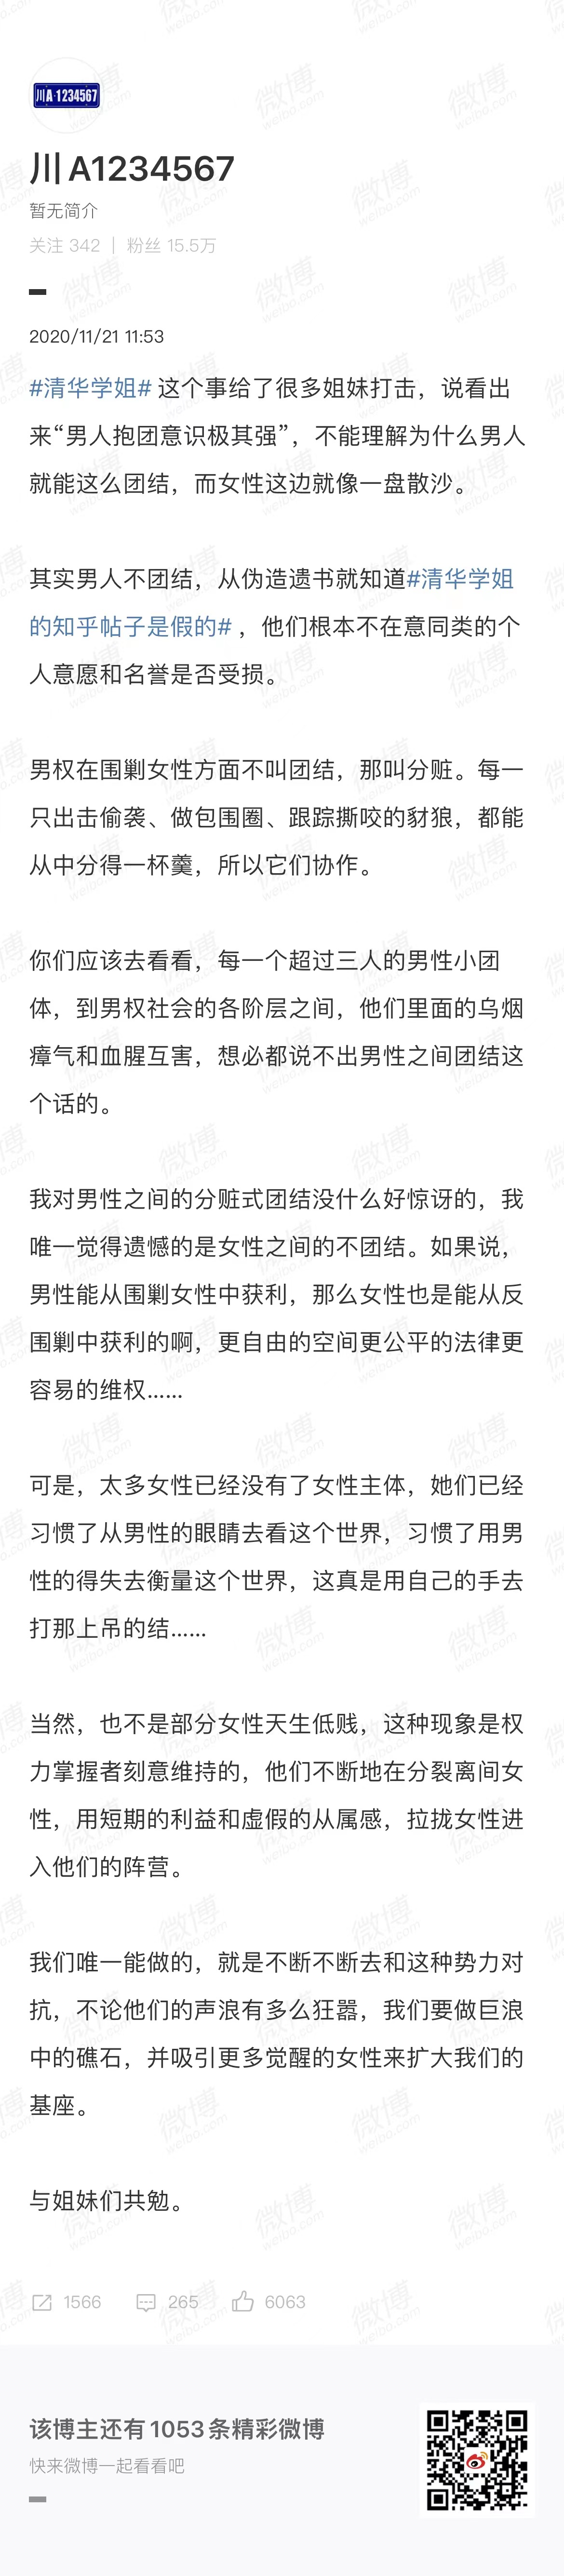 川A·1234567
川A1234567
暂无简介
关注 342 | 粉丝 15.5万
2020/11/21 11:53
#清华学姐# 这个事给了很多姐妹打击，说看出
来“男人抱团意识极其强”，不能理解为什么男人
就能这么团结，而女性这边就像一盘散沙。
其实男人不团结，从伪造遗书就知道#清华学姐
的知乎帖子是假的# ，他们根本不在意同类的个
人意愿和名誉是否受损。
男权在围剿女性方面不叫团结，那叫分赃。每一
只出击偷袭、做包围圈、跟踪撕咬的豺狼，都能
从中分得一杯羹，所以它们协作。
你们应该去看看，每一个超过三人的男性小团
体，到男权社会的各阶层之间，他们里面的乌烟
瘴气和血腥互害，想必都说不出男性之间团结这
个话的。
我对男性之间的分赃式团结没什么好惊讶的，我
唯一觉得遗憾的是女性之间的不团结。如果说，
男性能从围剿女性中获利，那么女性也是能从反
围剿中获利的啊，更自由的空间更公平的法律更
容易的维权……
可是，太多女性已经没有了女性主体，她们已经
习惯了从男性的眼睛去看这个世界，习惯了用男
性的得失去衡量这个世界，这真是用自己的手去
打那上吊的结……
当然，也不是部分女性天生低贱，这种现象是权
力掌握者刻意维持的，他们不断地在分裂离间女
性，用短期的利益和虚假的从属感，拉拢女性进
入他们的阵营。
我们唯一能做的，就是不断不断去和这种势力对
抗，不论他们的声浪有多么狂嚣，我们要做巨浪
中的礁石，并吸引更多觉醒的女性来扩大我们的
基座。
与姐妹们共勉。
1566 265 6063
该博主还有1053条精彩微博
快来微博一起看看吧